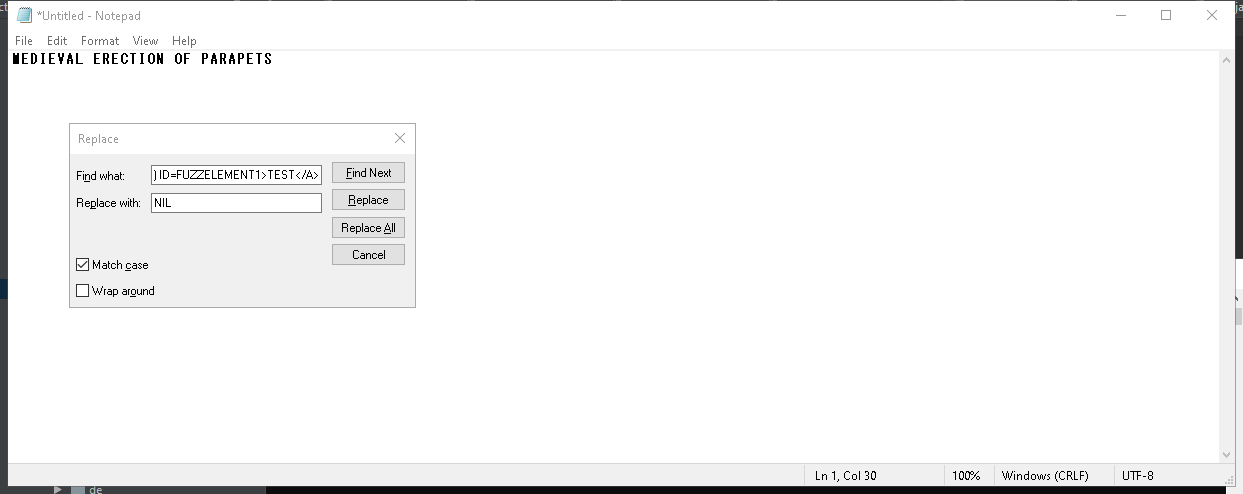 *Untitled - Notepad
File Edit Format View Help
MEDIEVAL ERECTION OF PARAPETS
Replace
Find what: )ID=FUZZELEMENT1>TEST</A> Find Next
Replace with: NIL Replace
Replace All
Cancel
Match case
Wrap around
Ln 1, Col 30 100% Windows (CRLF) UTF-8
de